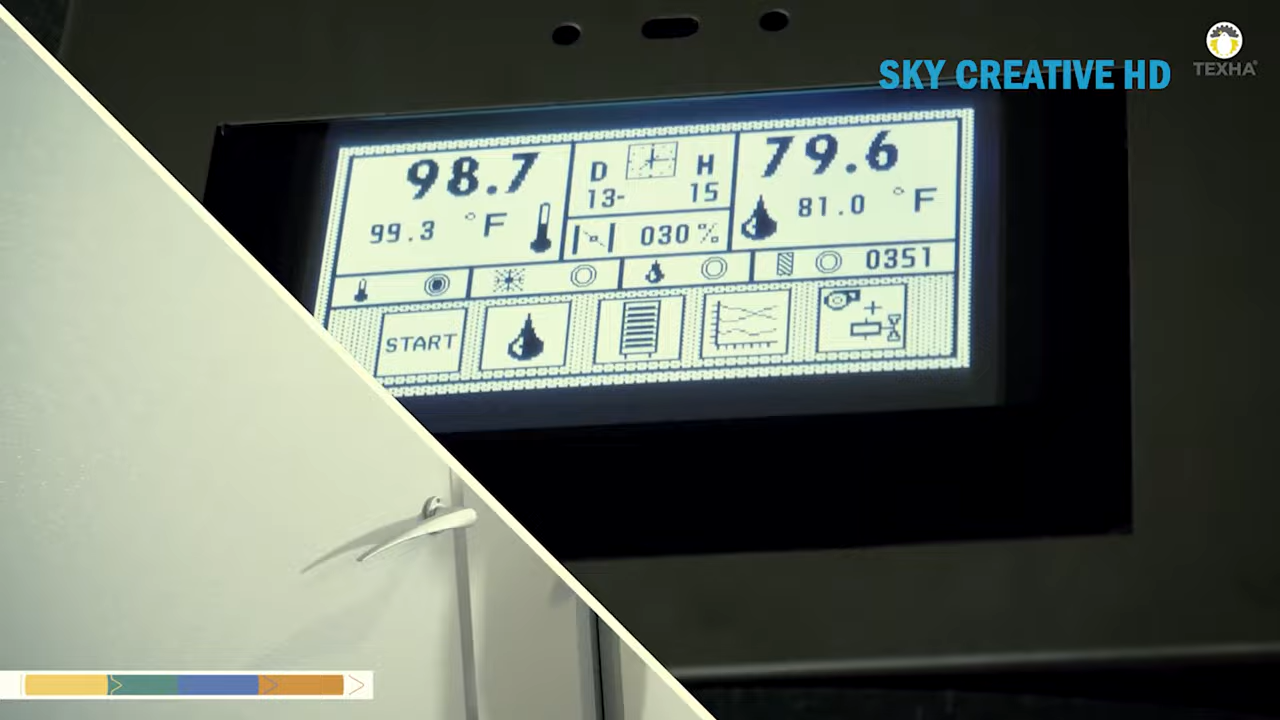 SKY CREATIVE HD
TEXHA®
98.7
99.3 °F
D H
13- 15
030 %
79.6
81.0 °F
0351
START